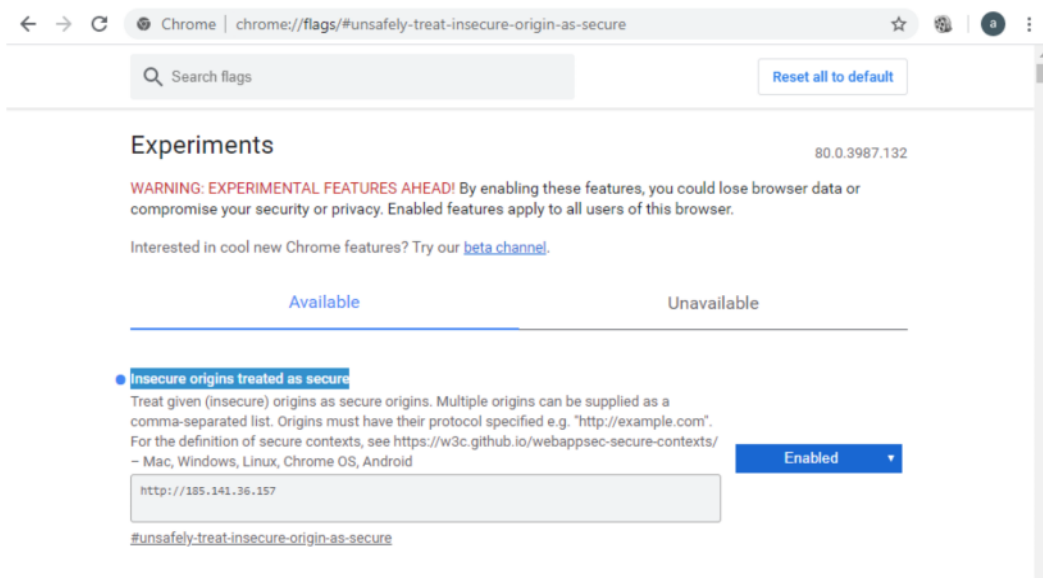 Chrome | chrome://flags/#unsafely-treat-insecure-origin-as-secure
a
Search flags
Reset all to default
Experiments
80.0.3987.132
WARNING: EXPERIMENTAL FEATURES AHEAD! By enabling these features, you could lose browser data or
compromise your security or privacy. Enabled features apply to all users of this browser.
Interested in cool new Chrome features? Try our beta channel.
Available
Unavailable
Insecure origins treated as secure
Treat given (insecure) origins as secure origins. Multiple origins can be supplied as a
comma-separated list. Origins must have their protocol specified e.g. "http://example.com".
For the definition of secure contexts, see https://w3c.github.io/webappsec-secure-contexts/
– Mac, Windows, Linux, Chrome OS, Android
Enabled
http://185.141.36.157
#unsafely-treat-insecure-origin-as-secure